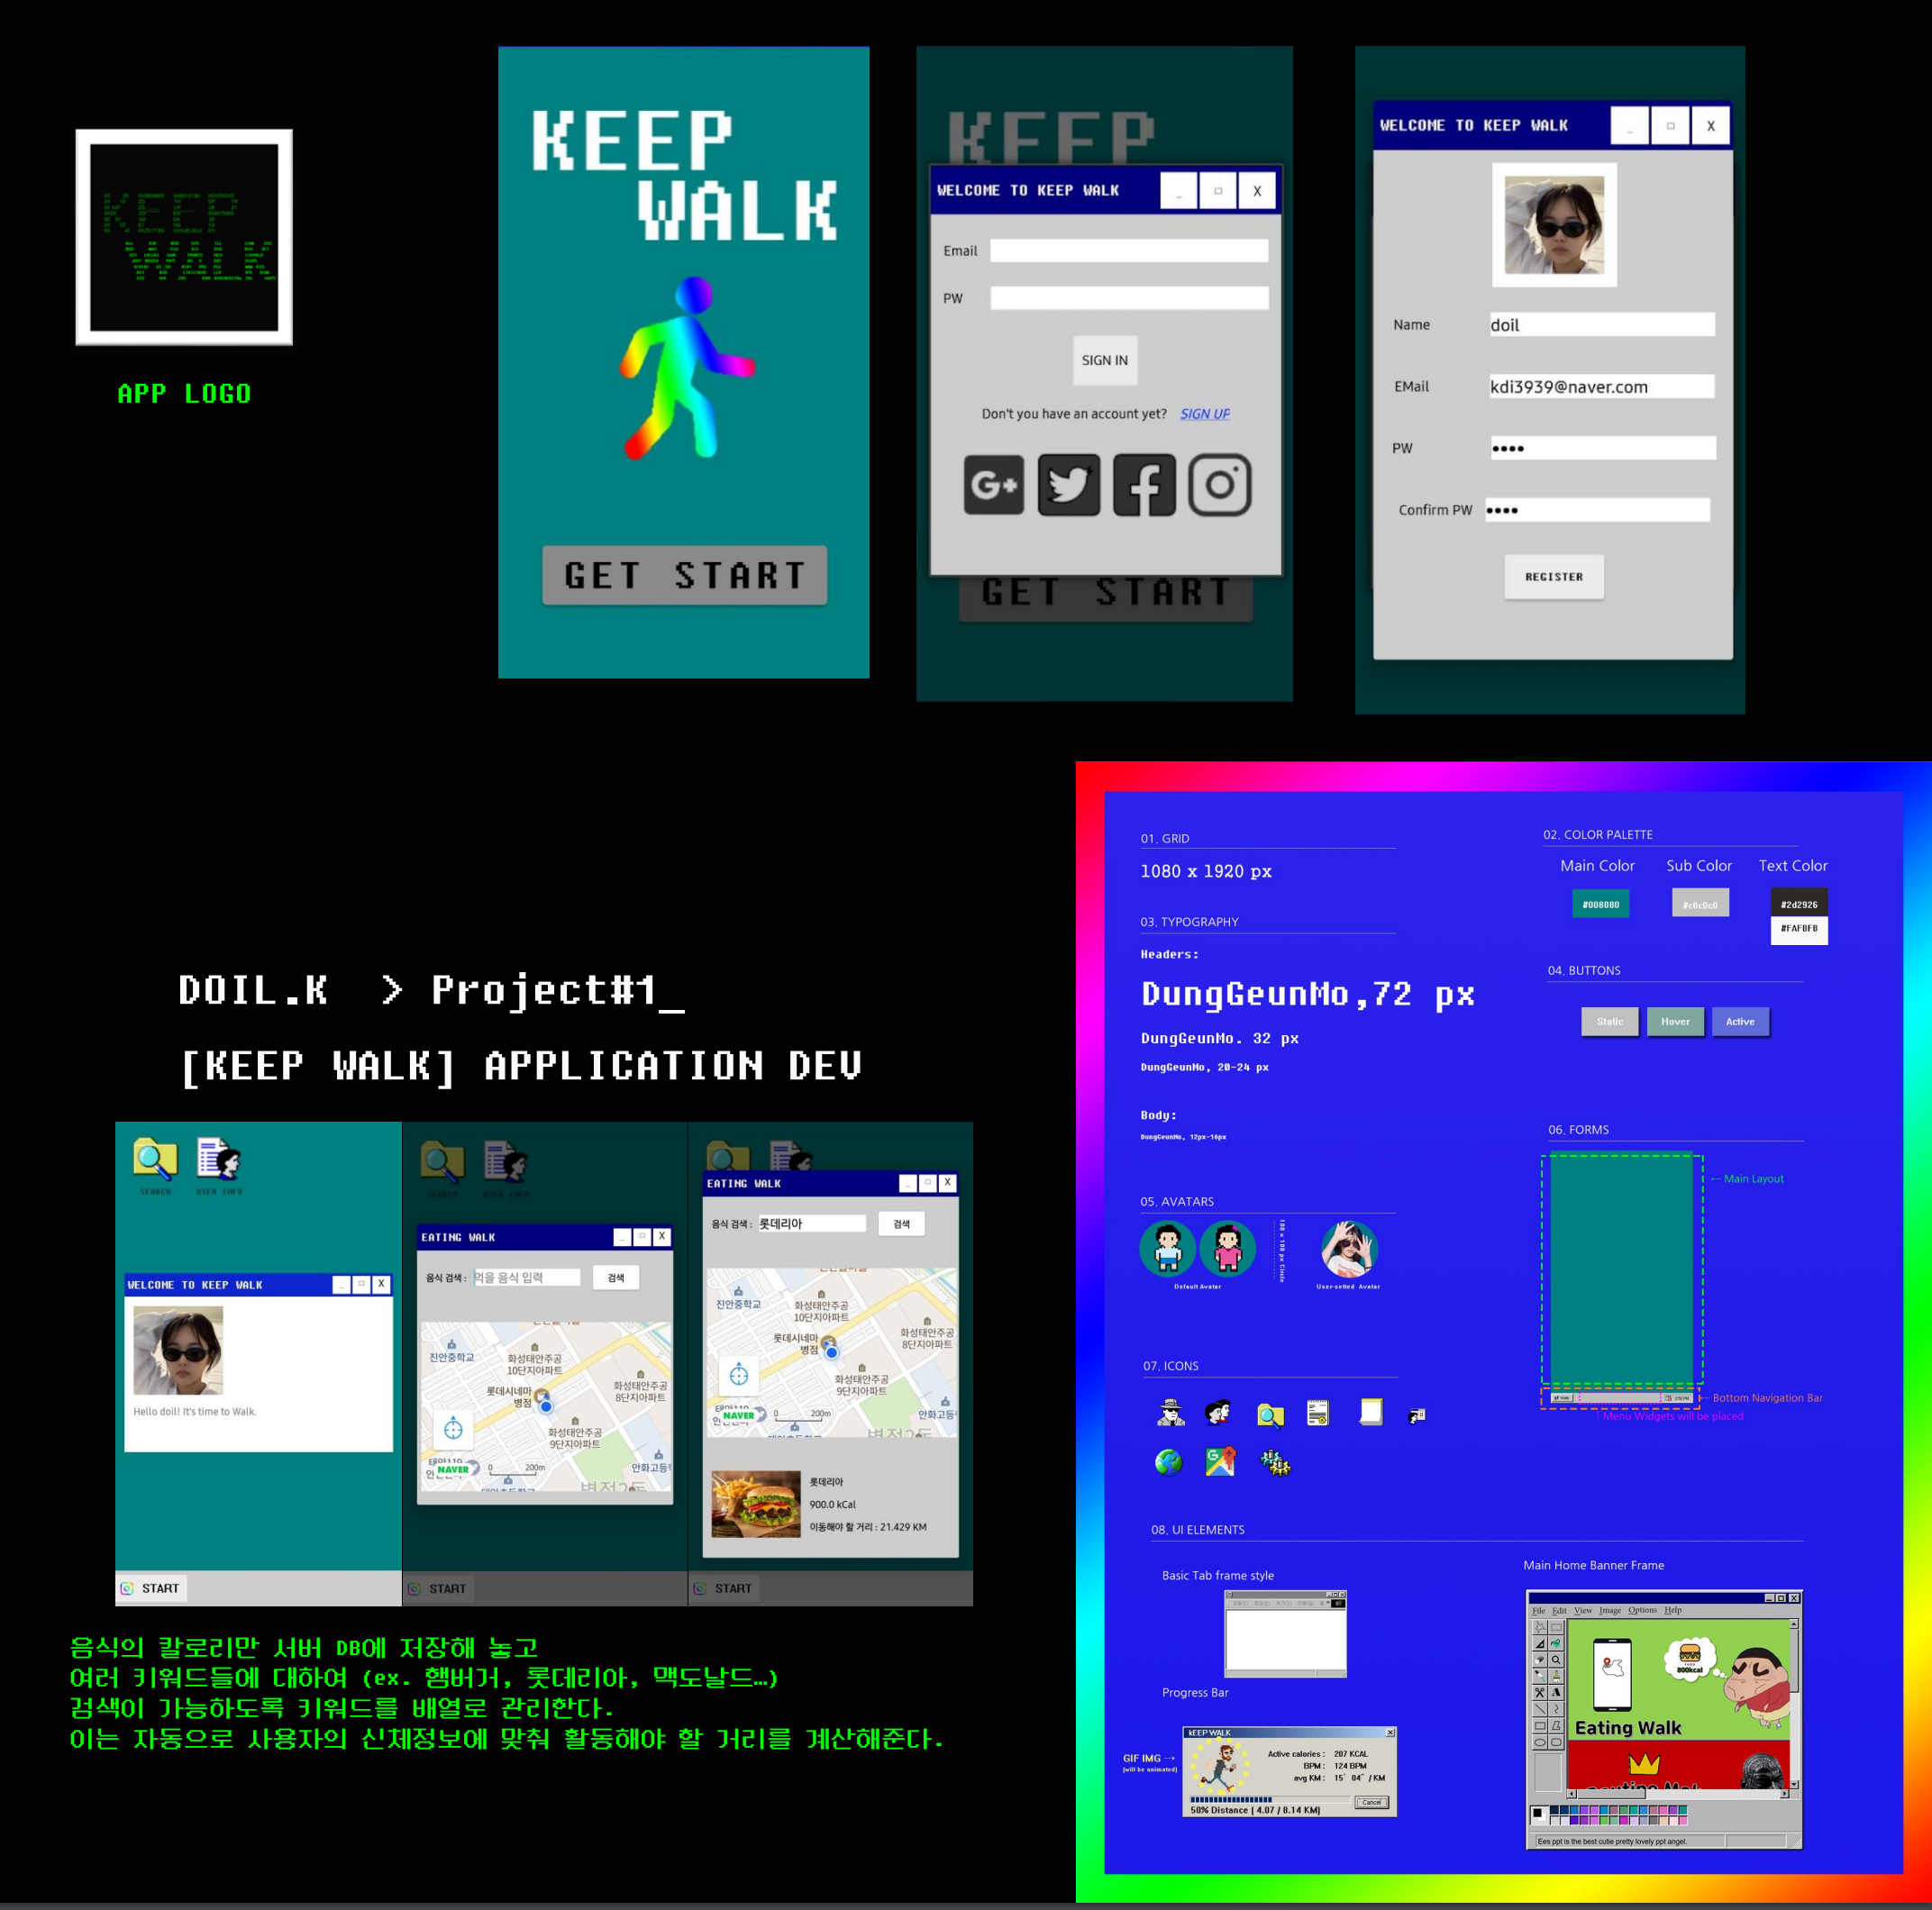 APP LOGO
KEEP
WALK
GET START
KEEP
WELCOME TO KEEP WALK
_ □ X
Email
PW
SIGN IN
Don't you have an account yet? SIGN UP
G+
GET START
WELCOME TO KEEP WALK
_ □ X
Name doil
EMail kdi3939@naver.com
PW ••••
Confirm PW ••••
REGISTER
DOIL.K > Project#1_
[KEEP WALK] APPLICATION DEV
SEARCH USER INFO
WELCOME TO KEEP WALK
_ □ X
Hello doil! It's time to Walk.
START
SEARCH USER INFO
EATING WALK
_ □ X
음식 검색 : 먹을 음식 입력 검색
진안중학교
화성태안주공
10단지아파트
롯데시네마
병점
화성태안주공
8단지아파트
화성태안주공
9단지아파트
NAVER 0 200m
안화고등
병점2동
START
EATING WALK
_ □ X
음식 검색 : 롯데리아 검색
진안중학교
화성태안주공
10단지아파트
롯데시네마
병점
화성태안주공
8단지아파트
화성태안주공
9단지아파트
NAVER 0 200m
안화고등
롯데리아
900.0 kCal
이동해야 할 거리 : 21.429 KM
START
음식의 칼로리만 서버 DB에 저장해 놓고
여러 키워드들에 대하여 (ex. 햄버거, 롯데리아, 맥도날드…)
검색이 가능하도록 키워드를 배열로 관리한다.
이는 자동으로 사용자의 신체정보에 맞춰 활동해야 할 거리를 계산해준다.
01. GRID
1080 x 1920 px
02. COLOR PALETTE
Main Color Sub Color Text Color
#008080 #c0c0c0 #2d2926
#FAF8F8
03. TYPOGRAPHY
Headers:
DungGeunMo,72 px
DungGeunMo. 32 px
DungGeunMo, 20-24 px
Body:
DungGeunMo, 12px-16px
04. BUTTONS
Static Hover Active
05. AVATARS
100 x 100 px Circle
Default Avatar User-setted Avatar
06. FORMS
← Main Layout
← Bottom Navigation Bar
↑ Menu Widgets will be placed
07. ICONS
08. UI ELEMENTS
Basic Tab frame style
Progress Bar
GIF IMG →
(will be animated)
KEEP WALK
Active calories : 207 KCAL
BPM : 124 BPM
avg KM : 15' 04" / KM
Cancel
50% Distance ( 4.07 / 8.14 KM)
Main Home Banner Frame
File Edit View Image Options Help
800kcal
Eating Walk
Ees ppt is the best cutie pretty lovely ppt angel.